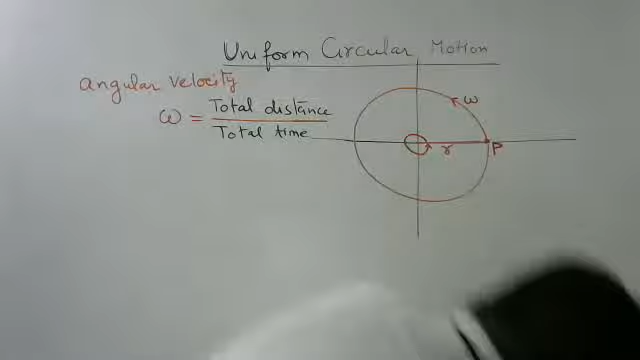 Uniform Circular Motion
angular velocity
ω = Total distance
Total time
ω
r
P